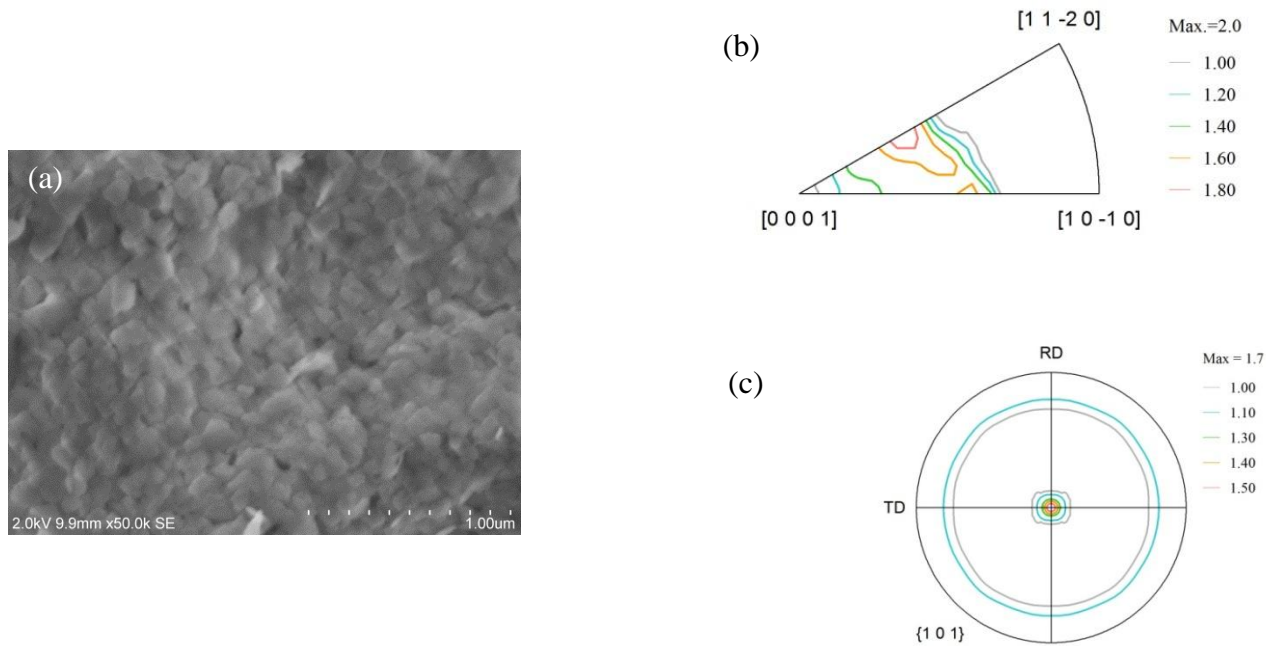 (a)
2.0kV 9.9mm x50.0k SE
1.00um
(b)
[1 1 -2 0]
[0 0 0 1]
[1 0 -1 0]
Max.=2.0
1.00
1.20
1.40
1.60
1.80
(c)
RD
TD
{1 0 1}
Max = 1.7
1.00
1.10
1.30
1.40
1.50